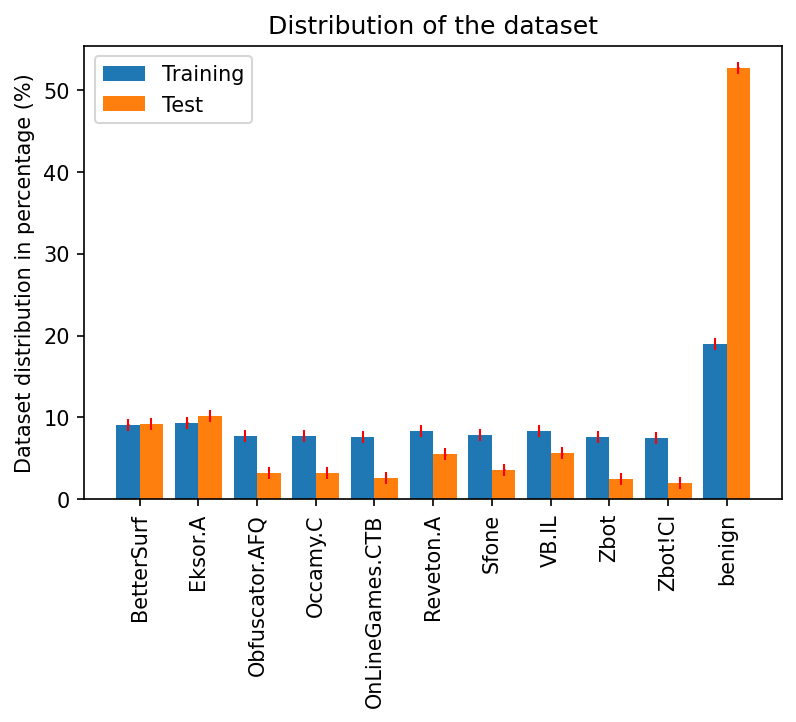 Distribution of the dataset
Training
Test
Dataset distribution in percentage (%)
50
40
30
20
10
0
BetterSurf
Eksor.A
Obfuscator.AFQ
Occamy.C
OnLineGames.CTB
Reveton.A
Sfone
VB.IL
Zbot
Zbot!CI
benign